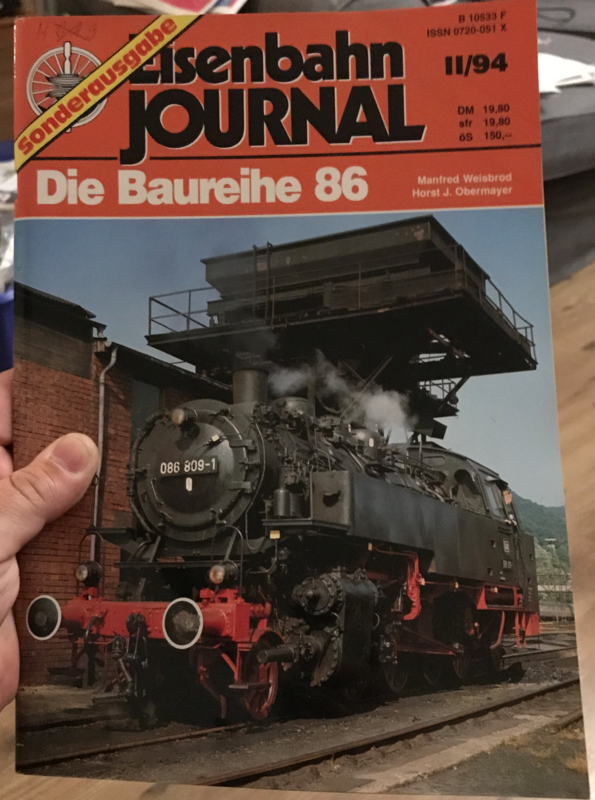 Sonderausgabe
Eisenbahn
JOURNAL
B 10533 F
ISSN 0720-051 X
II/94
DM 19,80
sfr 19,80
öS 150,--
Die Baureihe 86
Manfred Weisbrod
Horst J. Obermayer
086 809-1